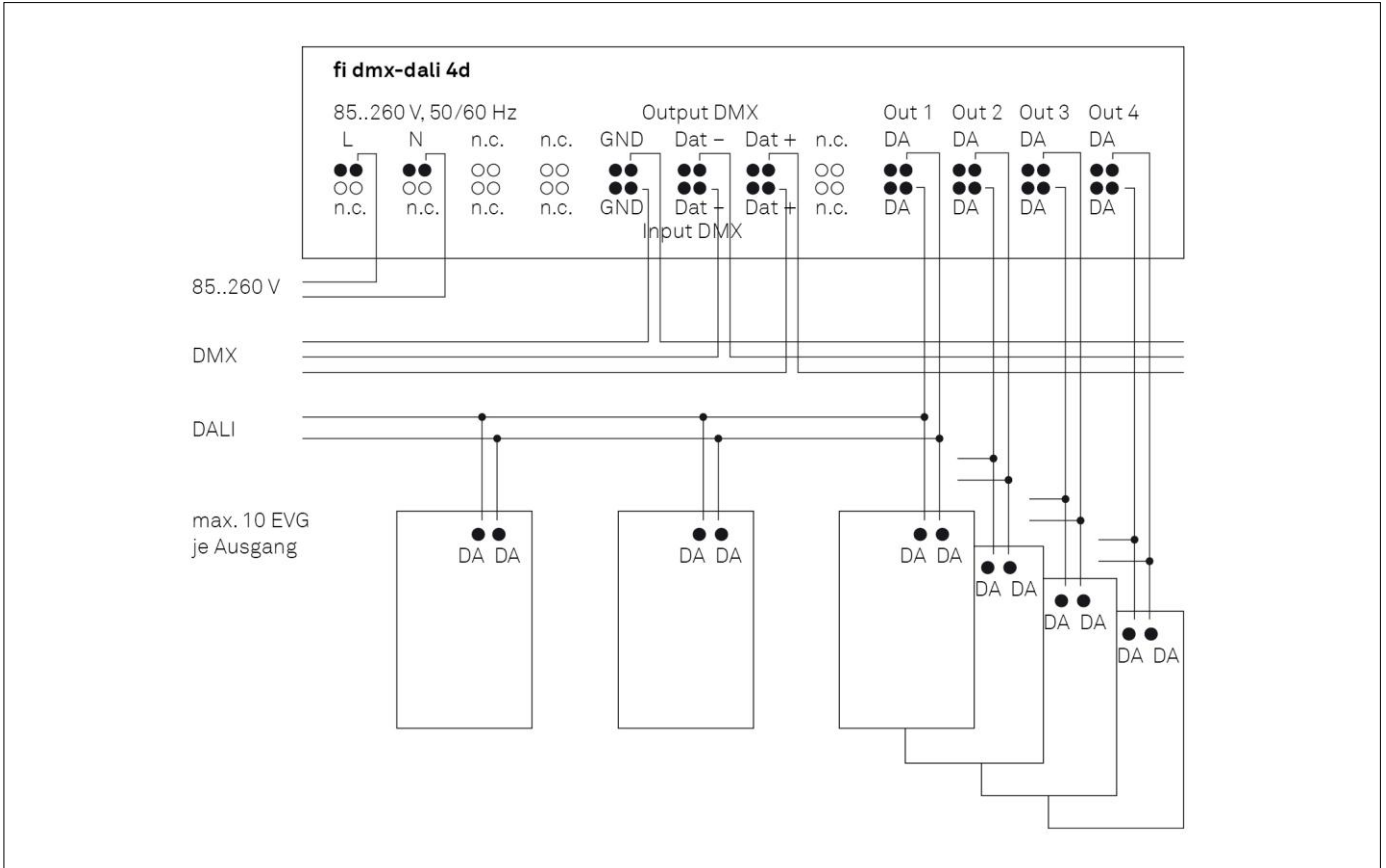 fi dmx-dali 4d
85..260 V, 50/60 Hz Output DMX Out 1 Out 2 Out 3 Out 4
L N n.c. n.c. GND Dat – Dat + n.c. DA DA DA DA
n.c. n.c. n.c. n.c. GND Dat – Dat + n.c. DA DA DA DA
Input DMX
85..260 V
DMX
DALI
max. 10 EVG
je Ausgang
DA DA DA DA DA DA
DA DA
DA DA
DA DA